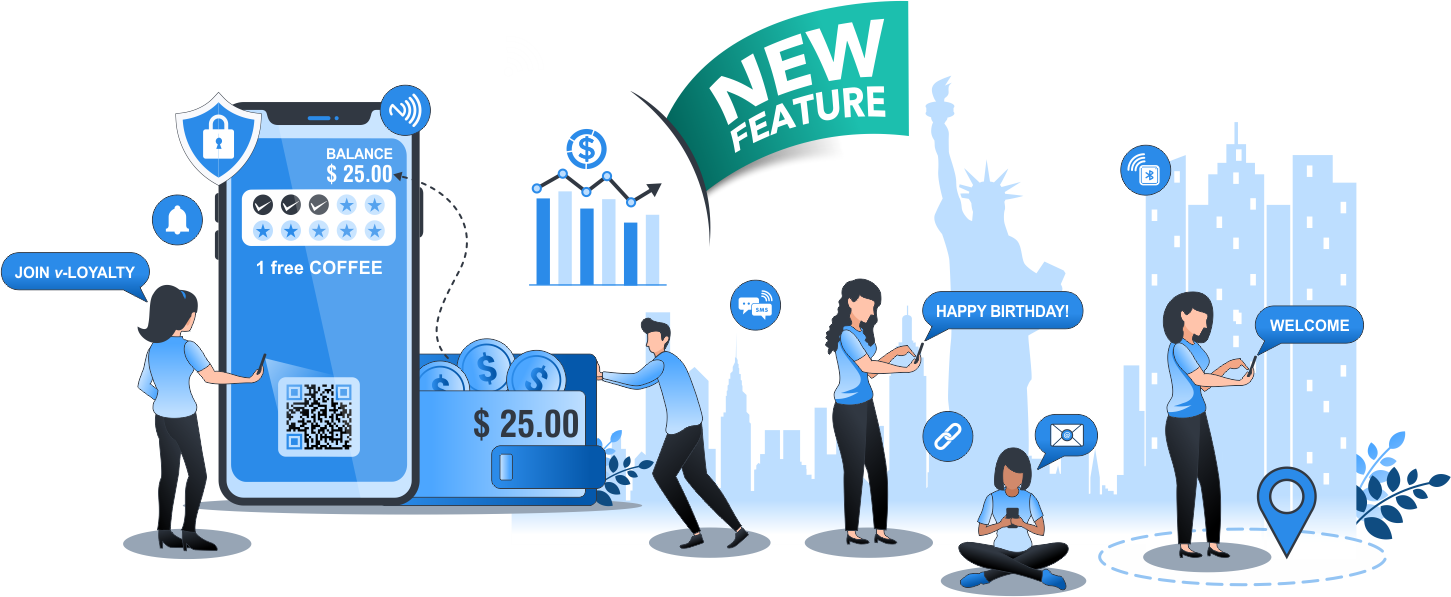 NEW
FEATURE
BALANCE
$ 25.00
1 free COFFEE
JOIN v-LOYALTY
$ 25.00
SMS
HAPPY BIRTHDAY!
@
WELCOME